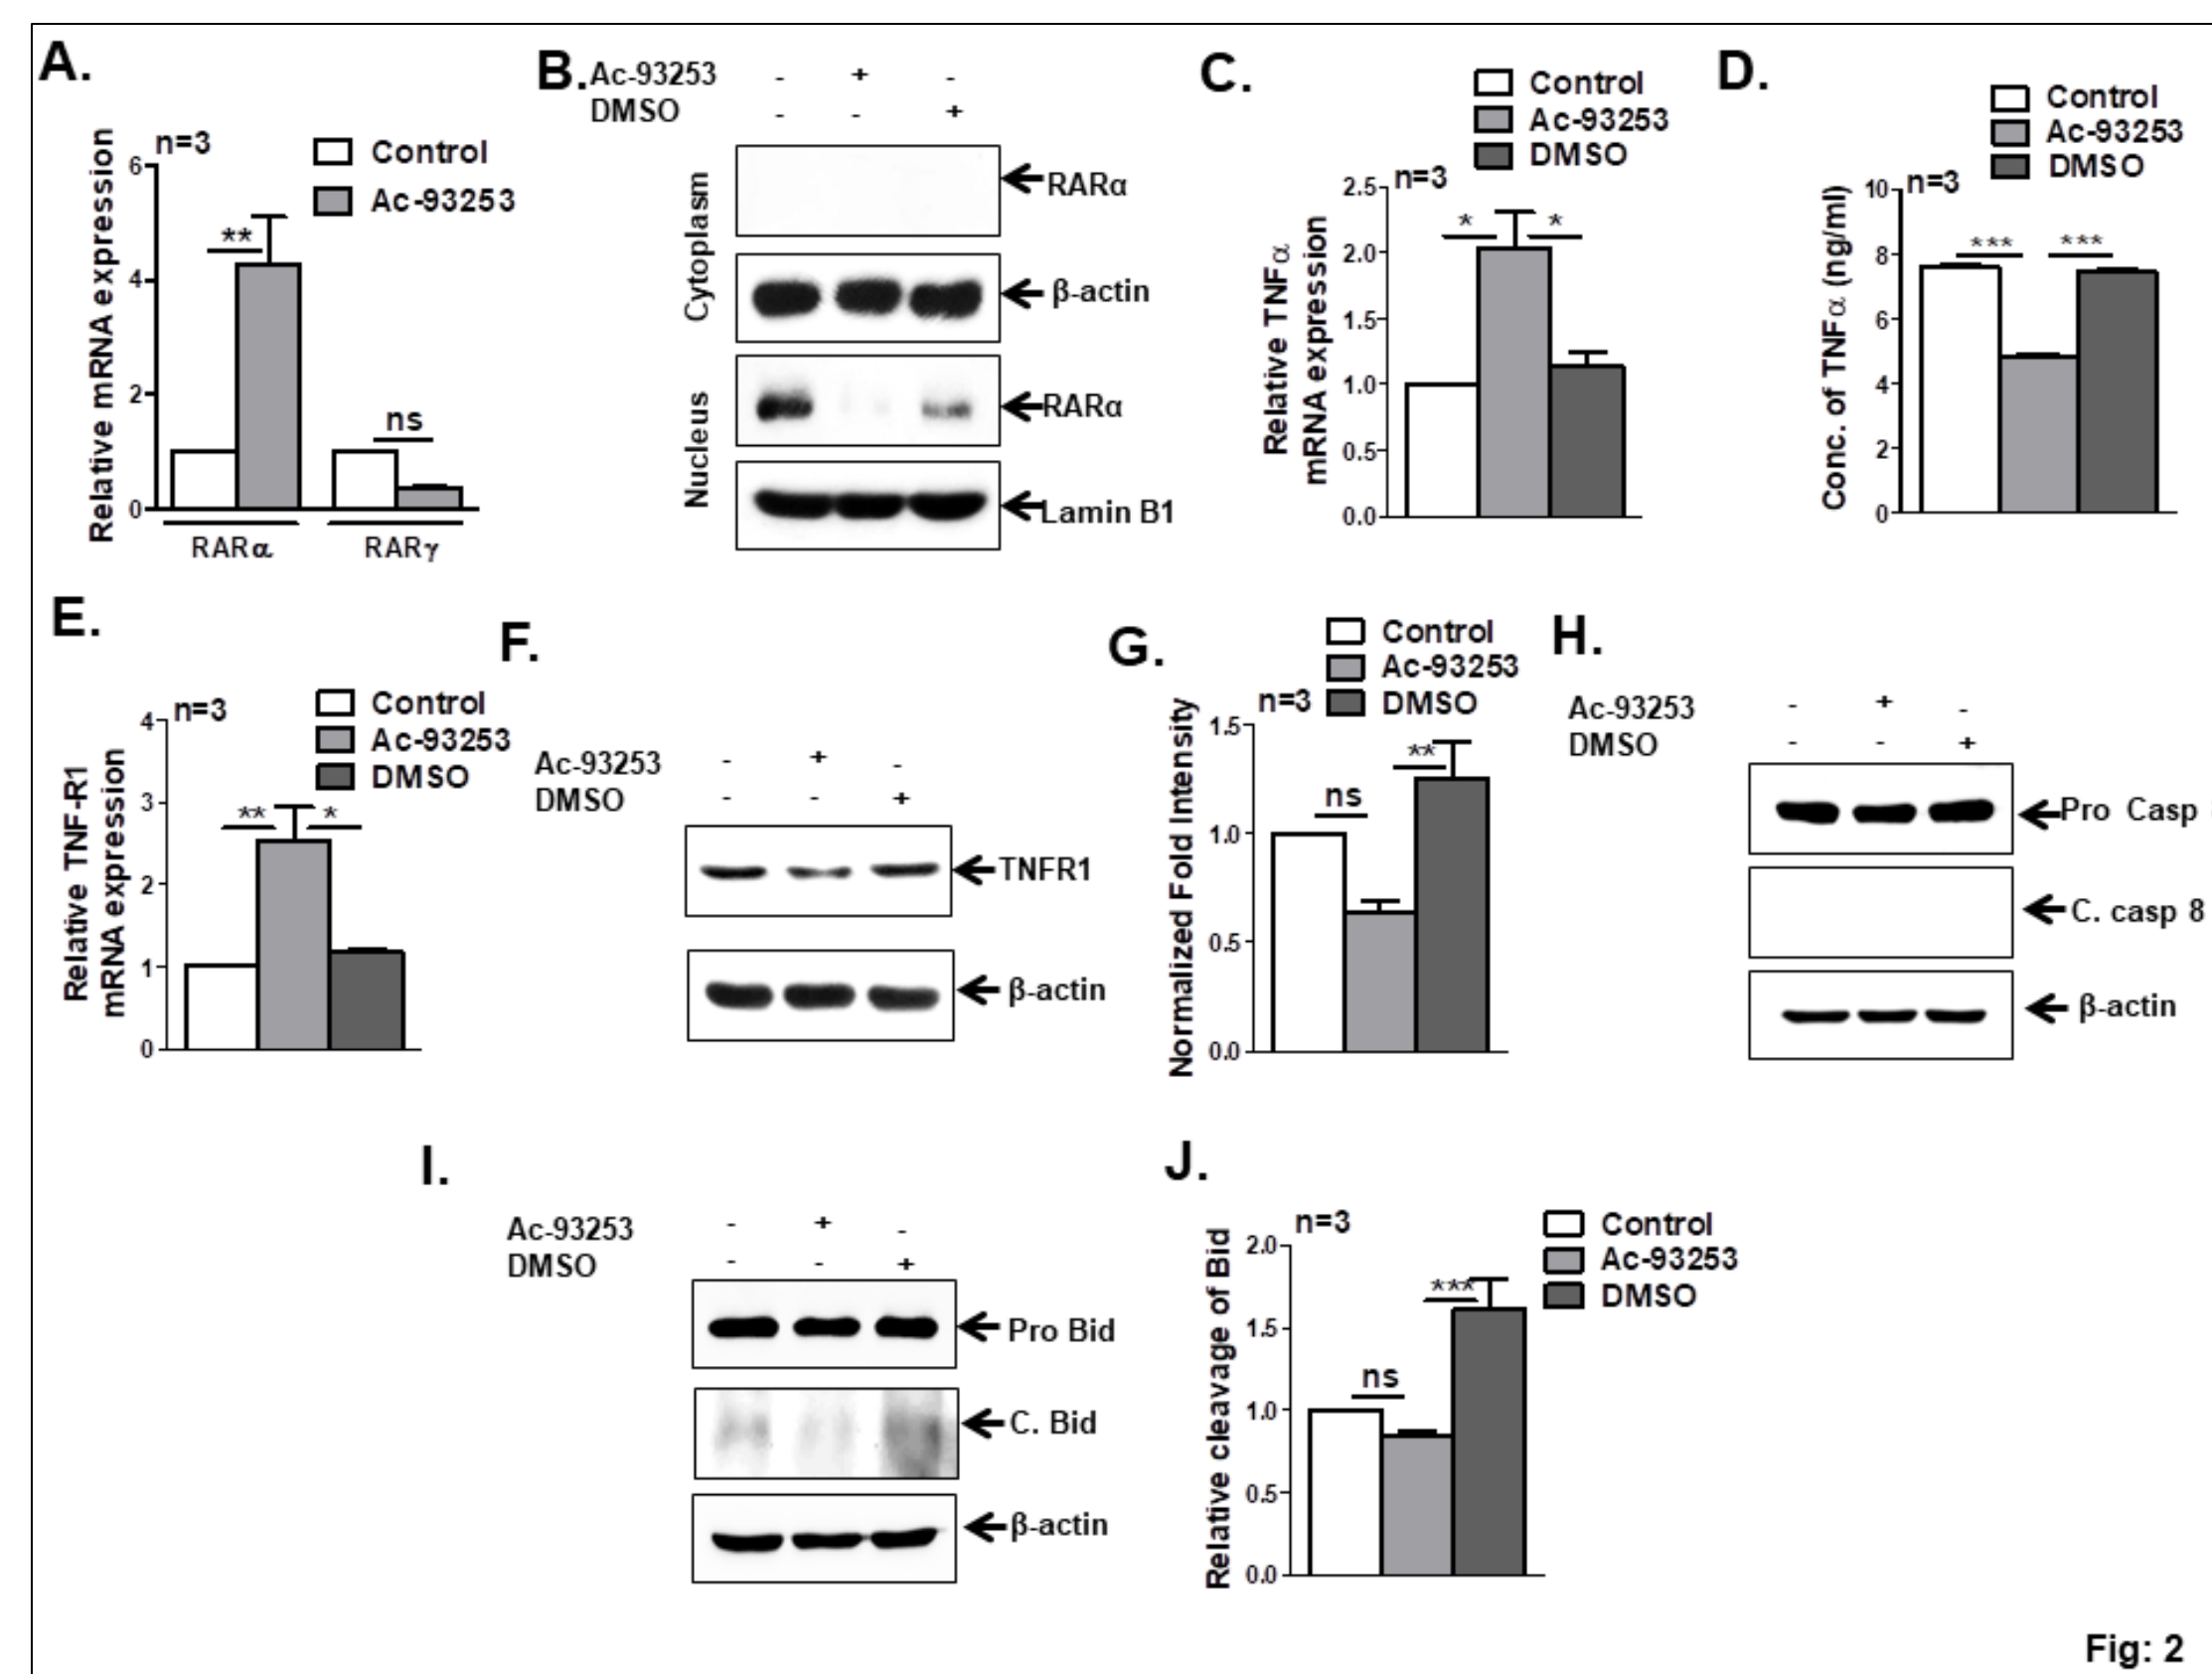 A.
n=3
Control
Ac-93253
Relative mRNA expression
6
4
2
0
**
ns
RARα
RARγ
B.
Ac-93253 - + -
DMSO - - +
Cytoplasm
RARα
β-actin
Nucleus
RARα
Lamin B1
C.
Control
Ac-93253
DMSO
n=3
Relative TNFα
mRNA expression
2.5
2.0
1.5
1.0
0.5
0.0
*
*
D.
Control
Ac-93253
DMSO
n=3
Conc. of TNFα (ng/ml)
10
8
6
4
2
0
***
***
E.
n=3
Control
Ac-93253
DMSO
Relative TNF-R1
mRNA expression
4
3
2
1
0
**
*
F.
Ac-93253 - + -
DMSO - - +
TNFR1
β-actin
G.
Control
Ac-93253
DMSO
n=3
Normalized Fold Intensity
1.5
1.0
0.5
0.0
ns
**
H.
Ac-93253 - + -
DMSO - - +
Pro Casp
C. casp 8
β-actin
I.
Ac-93253 - + -
DMSO - - +
Pro Bid
C. Bid
β-actin
J.
n=3
Control
Ac-93253
DMSO
Relative cleavage of Bid
2.0
1.5
1.0
0.5
0.0
ns
***
Fig: 2